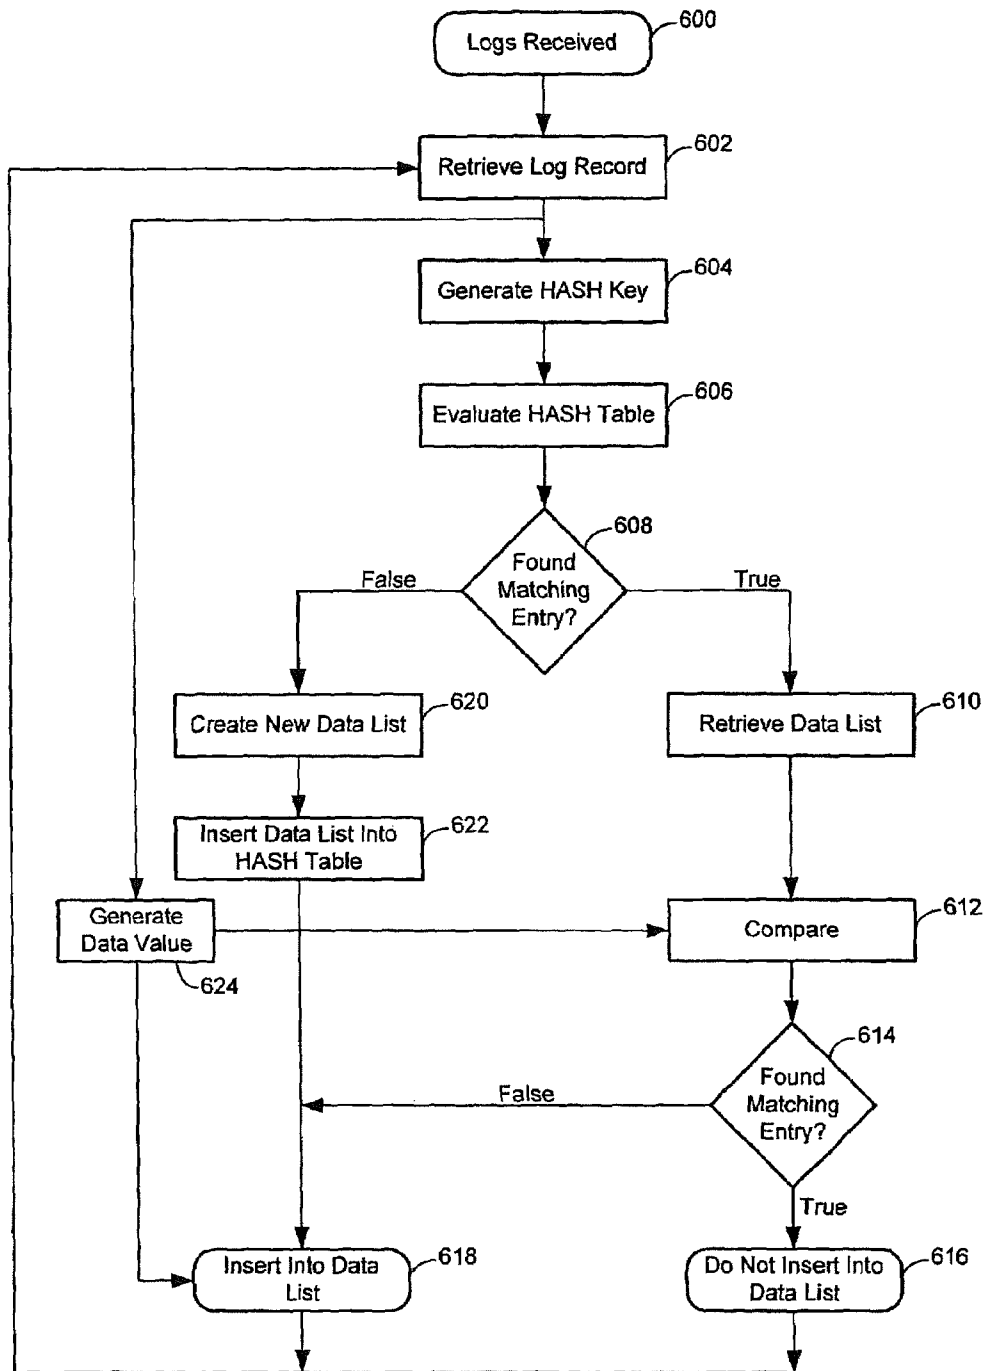 Logs Received
600
Retrieve Log Record
602
Generate HASH Key
604
Evaluate HASH Table
606
Found
Matching
Entry?
608
False
True
Create New Data List
620
Retrieve Data List
610
Insert Data List Into
HASH Table
622
Generate
Data Value
624
Compare
612
Found
Matching
Entry?
614
False
True
Insert Into Data
List
618
Do Not Insert Into
Data List
616